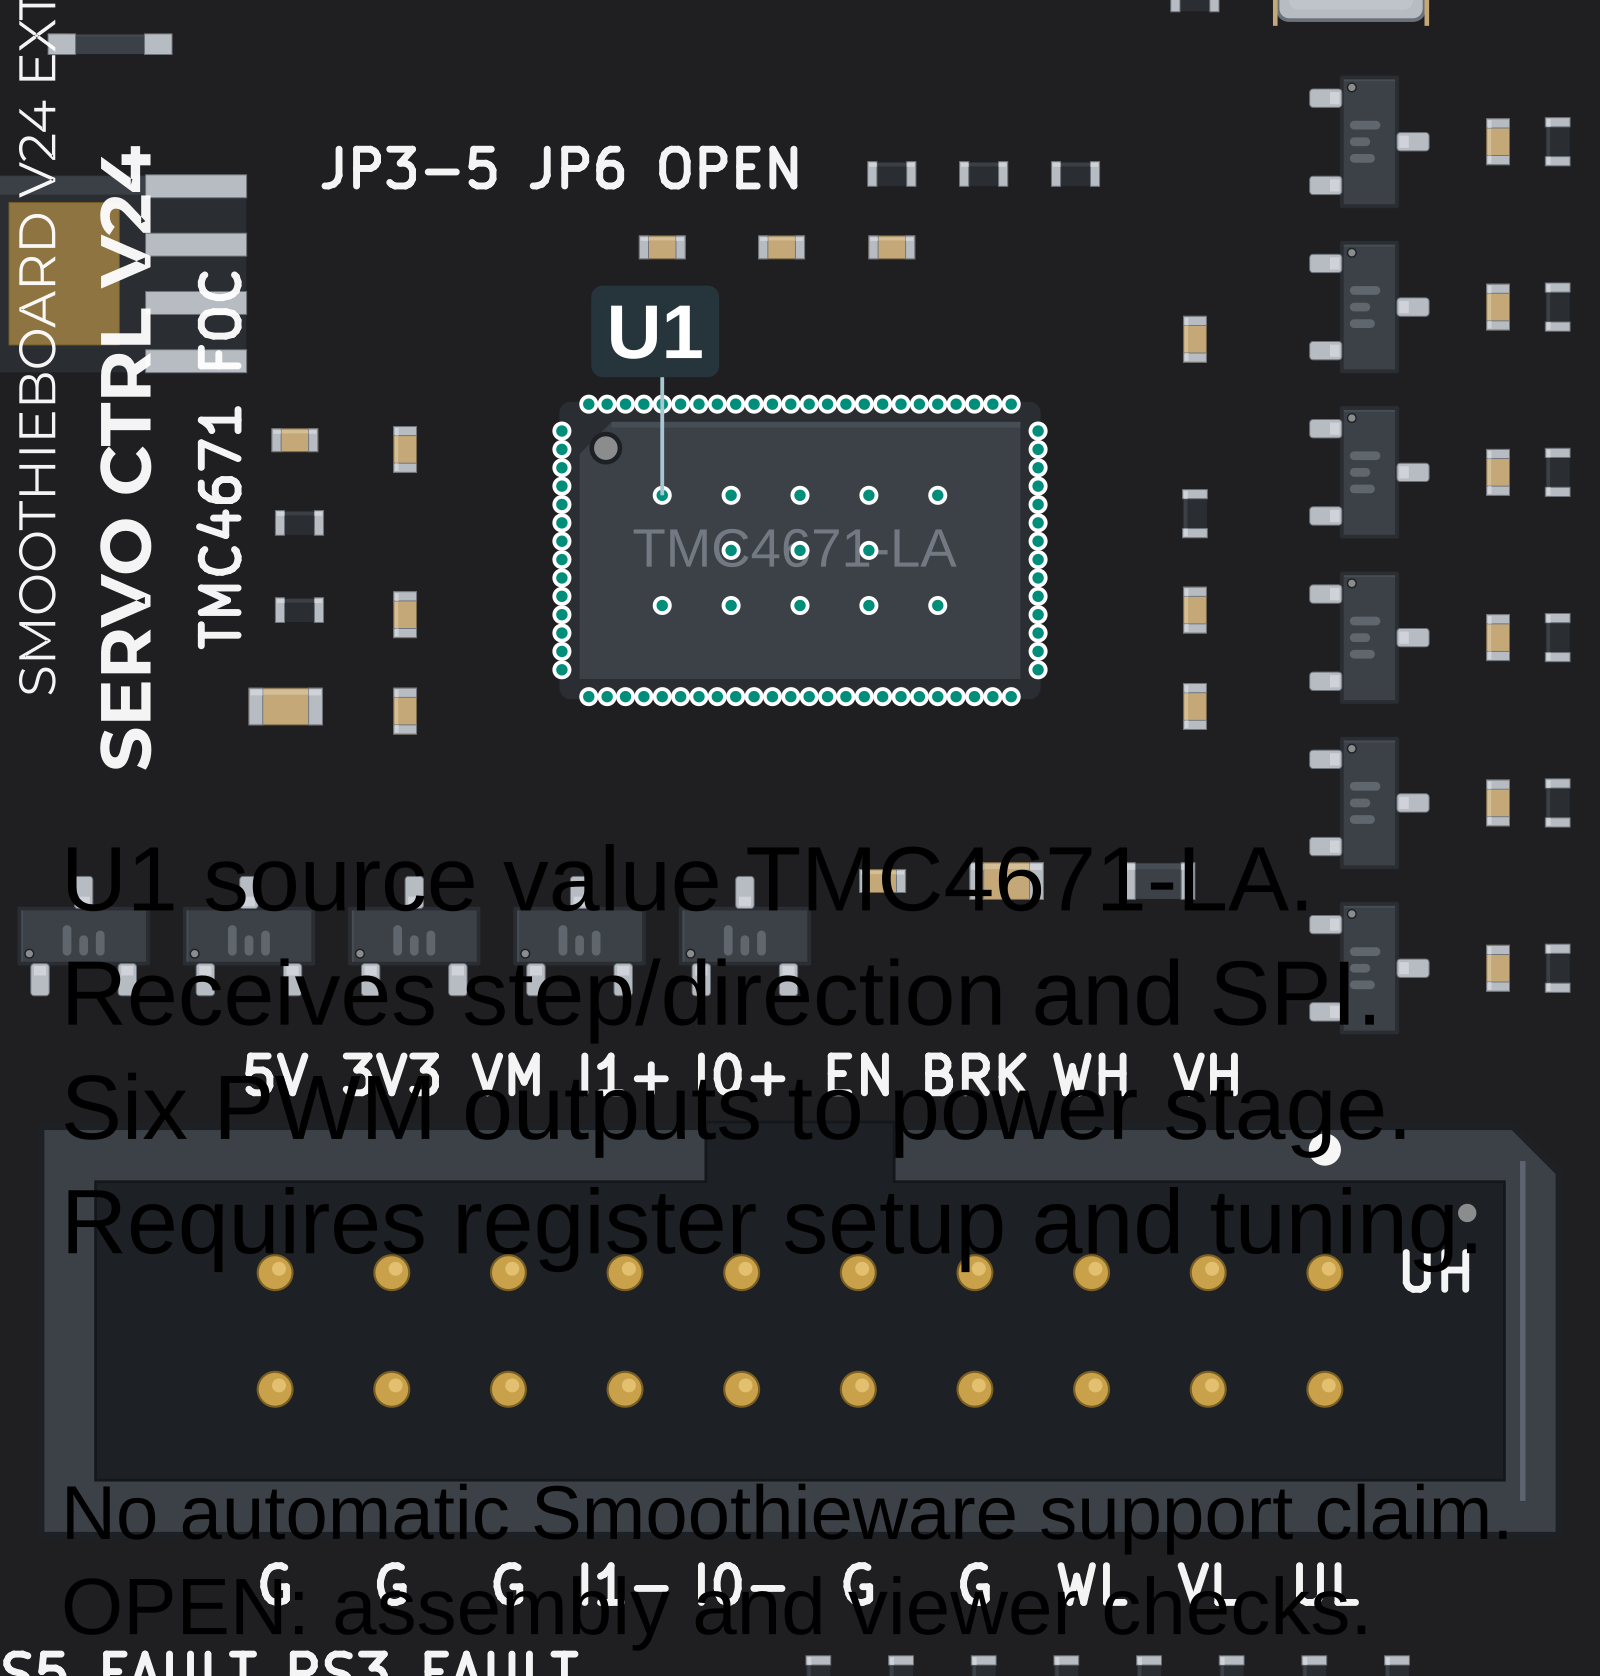 SMOOTHIEBOARD V24 EXT
SERVO CTRL V24
TMC4671 FOC
JP3-5 JP6 OPEN
U1
TMC4671-LA
U1 source value TMC4671-LA.
Receives step/direction and SPI.
5V 3V3 VM I1+ I0+ EN BRK WH VH
Six PWM outputs to power stage.
Requires register setup and tuning.
UH
No automatic Smoothieware support claim.
G G G I1- I0- G G WL VL UL
OPEN: assembly and viewer checks.
S5 FAULT RS3 FAULT